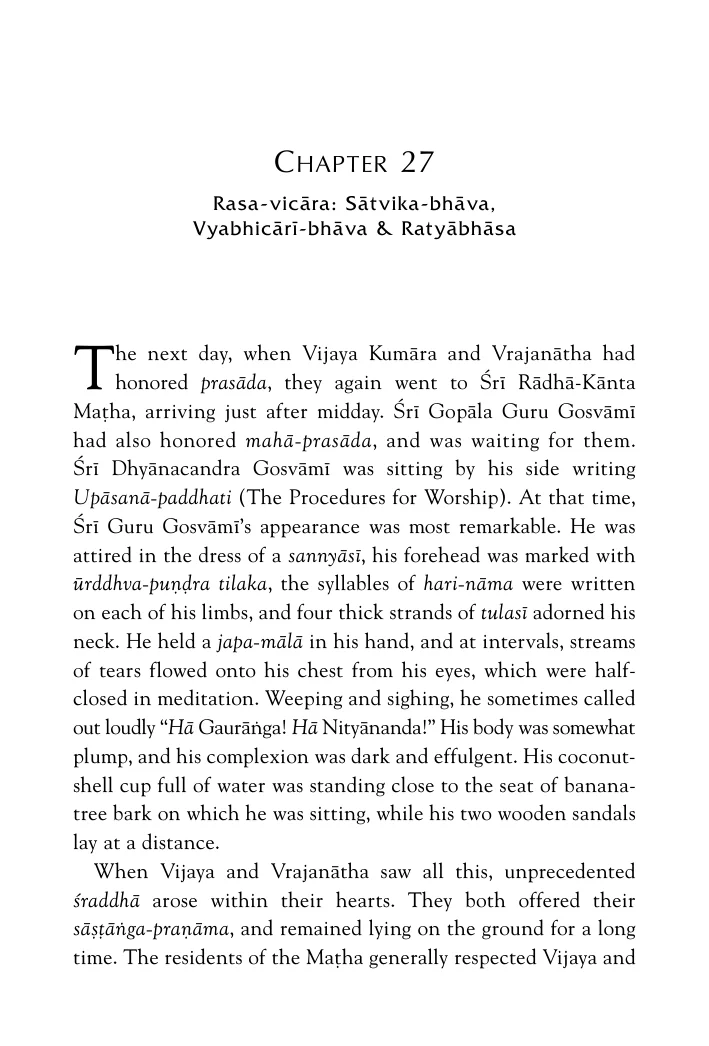 CHAPTER 27
Rasa-vicāra: Sātvika-bhāva,
Vyabhicārī-bhāva & Ratyābhāsa
The next day, when Vijaya Kumāra and Vrajanātha had
honored prasāda, they again went to Śrī Rādhā-Kānta
Maṭha, arriving just after midday. Śrī Gopāla Guru Gosvāmī
had also honored mahā-prasāda, and was waiting for them.
Śrī Dhyānacandra Gosvāmī was sitting by his side writing
Upāsanā-paddhati (The Procedures for Worship). At that time,
Śrī Guru Gosvāmī's appearance was most remarkable. He was
attired in the dress of a sannyāsī, his forehead was marked with
ūrddhva-puṇḍra tilaka, the syllables of hari-nāma were written
on each of his limbs, and four thick strands of tulasī adorned his
neck. He held a japa-mālā in his hand, and at intervals, streams
of tears flowed onto his chest from his eyes, which were half-
closed in meditation. Weeping and sighing, he sometimes called
out loudly “Hā Gaurāṅga! Hā Nityānanda!” His body was somewhat
plump, and his complexion was dark and effulgent. His coconut-
shell cup full of water was standing close to the seat of banana-
tree bark on which he was sitting, while his two wooden sandals
lay at a distance.
When Vijaya and Vrajanātha saw all this, unprecedented
śraddhā arose within their hearts. They both offered their
sāṣṭāṅga-praṇāma, and remained lying on the ground for a long
time. The residents of the Maṭha generally respected Vijaya and